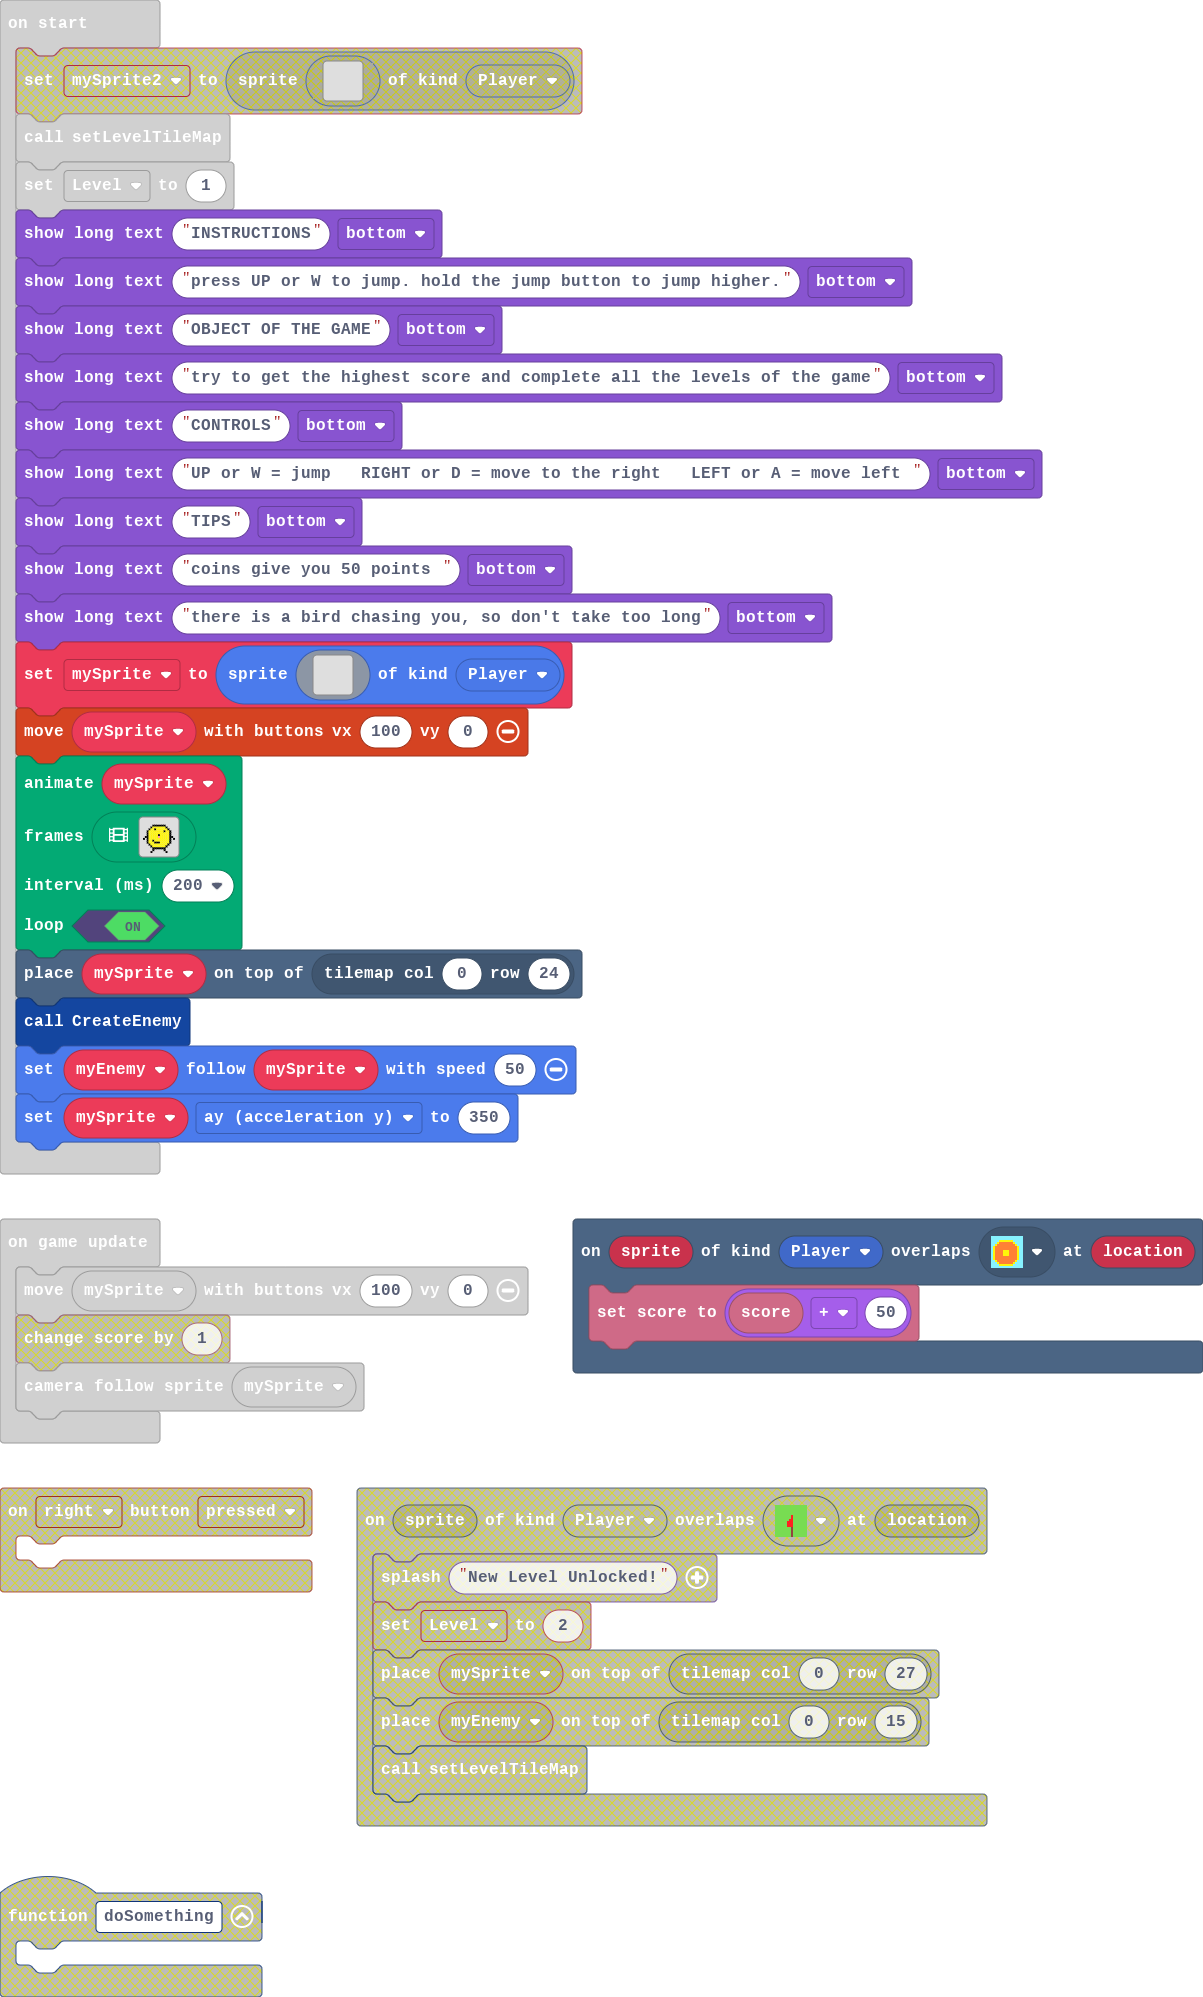 on start
set mySprite2 to sprite of kind Player
call setLevelTileMap
set Level to 1
show long text "INSTRUCTIONS" bottom
show long text "press UP or W to jump. hold the jump button to jump higher." bottom
show long text "OBJECT OF THE GAME" bottom
show long text "try to get the highest score and complete all the levels of the game" bottom
show long text "CONTROLS" bottom
show long text "UP or W = jump   RIGHT or D = move to the right   LEFT or A = move left " bottom
show long text "TIPS" bottom
show long text "coins give you 50 points " bottom
show long text "there is a bird chasing you, so don't take too long" bottom
set mySprite to sprite of kind Player
move mySprite with buttons vx 100 vy 0
animate mySprite
frames
interval (ms) 200
loop ON
place mySprite on top of tilemap col 0 row 24
call CreateEnemy
set myEnemy follow mySprite with speed 50
set mySprite ay (acceleration y) to 350
on game update
move mySprite with buttons vx 100 vy 0
change score by 1
camera follow sprite mySprite
on sprite of kind Player overlaps at location
set score to score + 50
on right button pressed
on sprite of kind Player overlaps at location
splash "New Level Unlocked!"
set Level to 2
place mySprite on top of tilemap col 0 row 27
place myEnemy on top of tilemap col 0 row 15
call setLevelTileMap
function doSomething